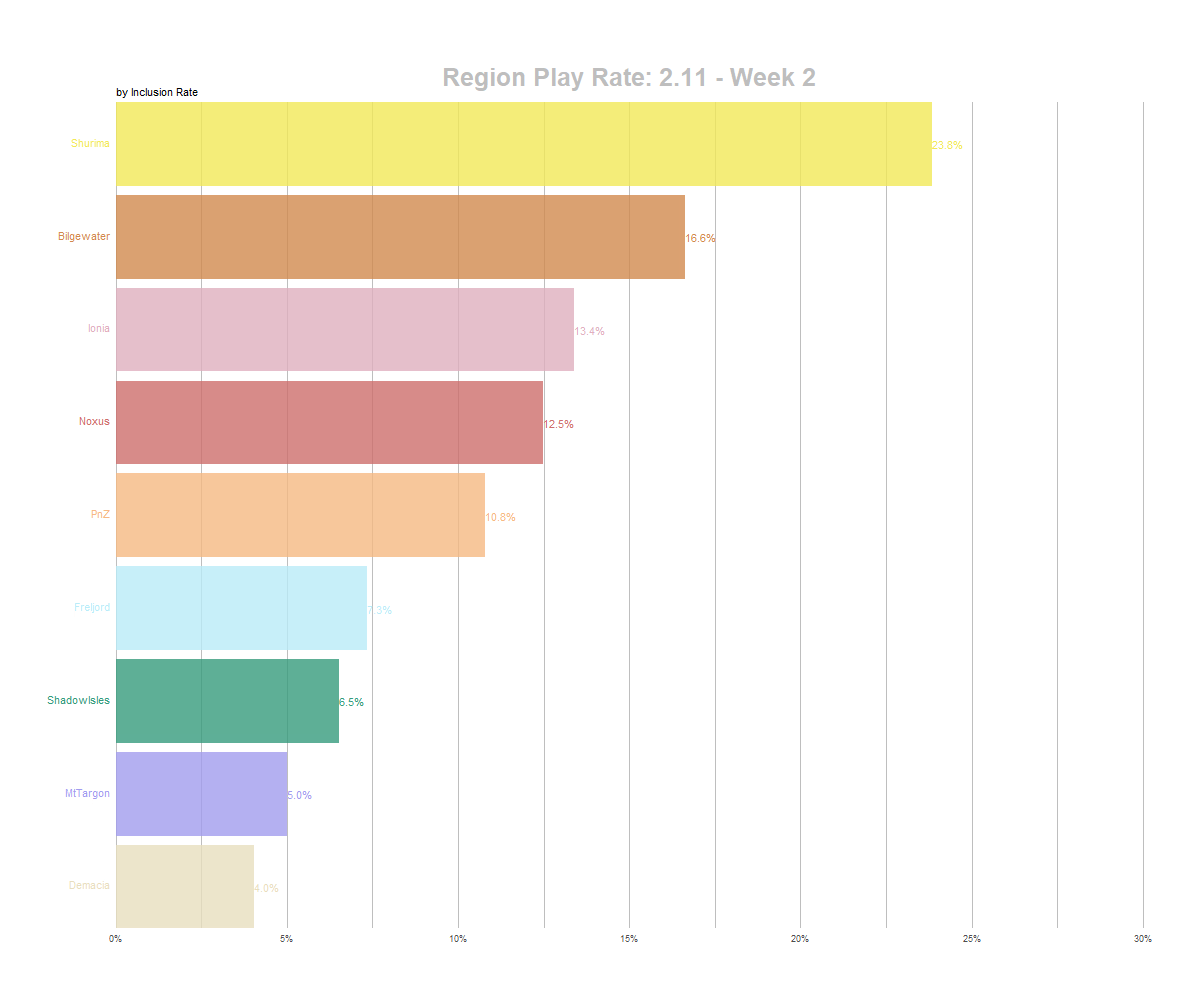 Region Play Rate: 2.11 - Week 2
by Inclusion Rate
Shurima 23.8%
Bilgewater 16.6%
Ionia 13.4%
Noxus 12.5%
PnZ 10.8%
Freljord 7.3%
ShadowIsles 6.5%
MtTargon 5.0%
Demacia 4.0%
0% 5% 10% 15% 20% 25% 30%